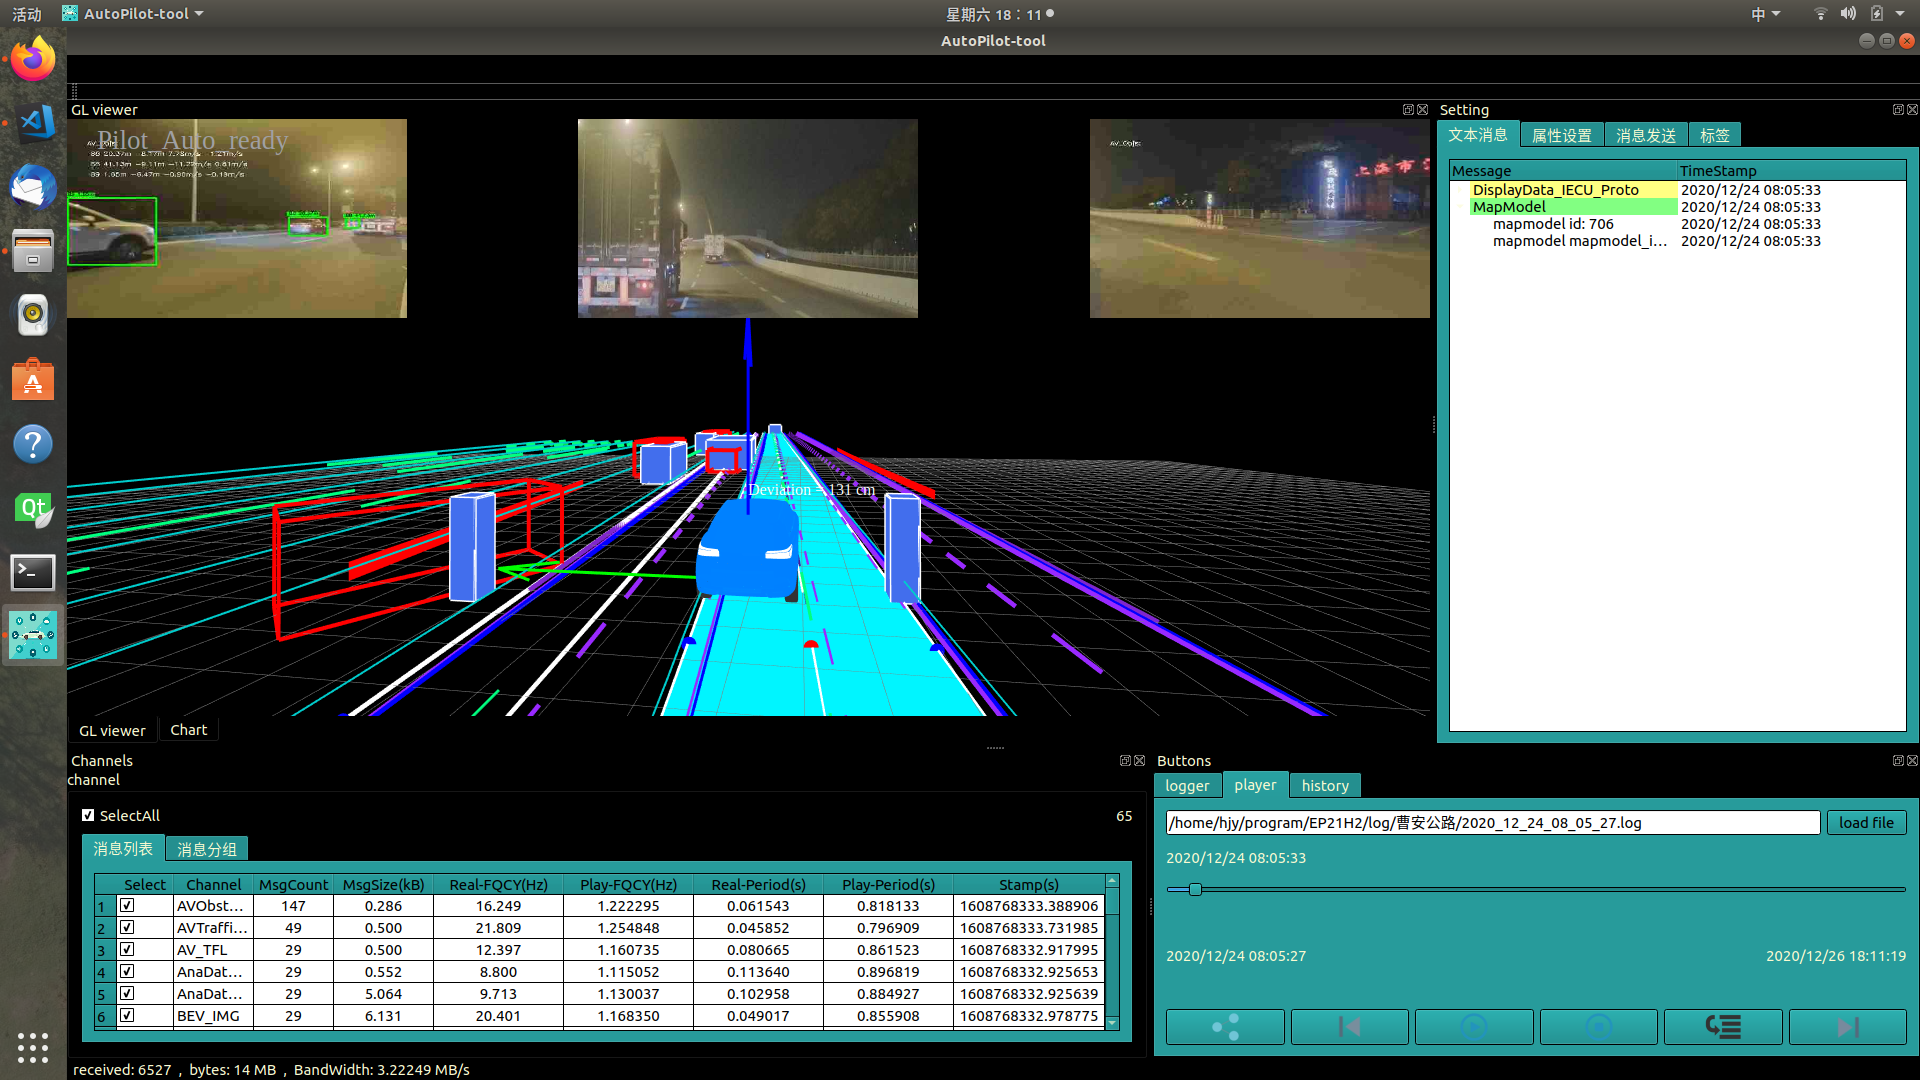 活动 AutoPilot-tool 星期六 18：11 中
AutoPilot-tool
GL viewer
Setting
Pilot_Auto_ready
文本消息 属性设置 消息发送 标签
Message TimeStamp
DisplayData_IECU_Proto 2020/12/24 08:05:33
MapModel 2020/12/24 08:05:33
mapmodel id: 706 2020/12/24 08:05:33
mapmodel mapmodel_i... 2020/12/24 08:05:33
Deviation = 131 cm
GL viewer Chart
Channels
channel
SelectAll 65
消息列表 消息分组
Select Channel MsgCount MsgSize(kB) Real-FQCY(Hz) Play-FQCY(Hz) Real-Period(s) Play-Period(s) Stamp(s)
1 AVObst... 147 0.286 16.249 1.222295 0.061543 0.818133 1608768333.388906
2 AVTraffi... 49 0.500 21.809 1.254848 0.045852 0.796909 1608768333.731985
3 AV_TFL 29 0.500 12.397 1.160735 0.080665 0.861523 1608768332.917995
4 AnaDat... 29 0.552 8.800 1.115052 0.113640 0.896819 1608768332.925653
5 AnaDat... 29 5.064 9.713 1.130037 0.102958 0.884927 1608768332.925639
6 BEV_IMG 29 6.131 20.401 1.168350 0.049017 0.855908 1608768332.978775
received: 6527 , bytes: 14 MB , BandWidth: 3.22249 MB/s
Buttons
logger player history
/home/hjy/program/EP21H2/log/曹安公路/2020_12_24_08_05_27.log load file
2020/12/24 08:05:33
2020/12/24 08:05:27 2020/12/26 18:11:19